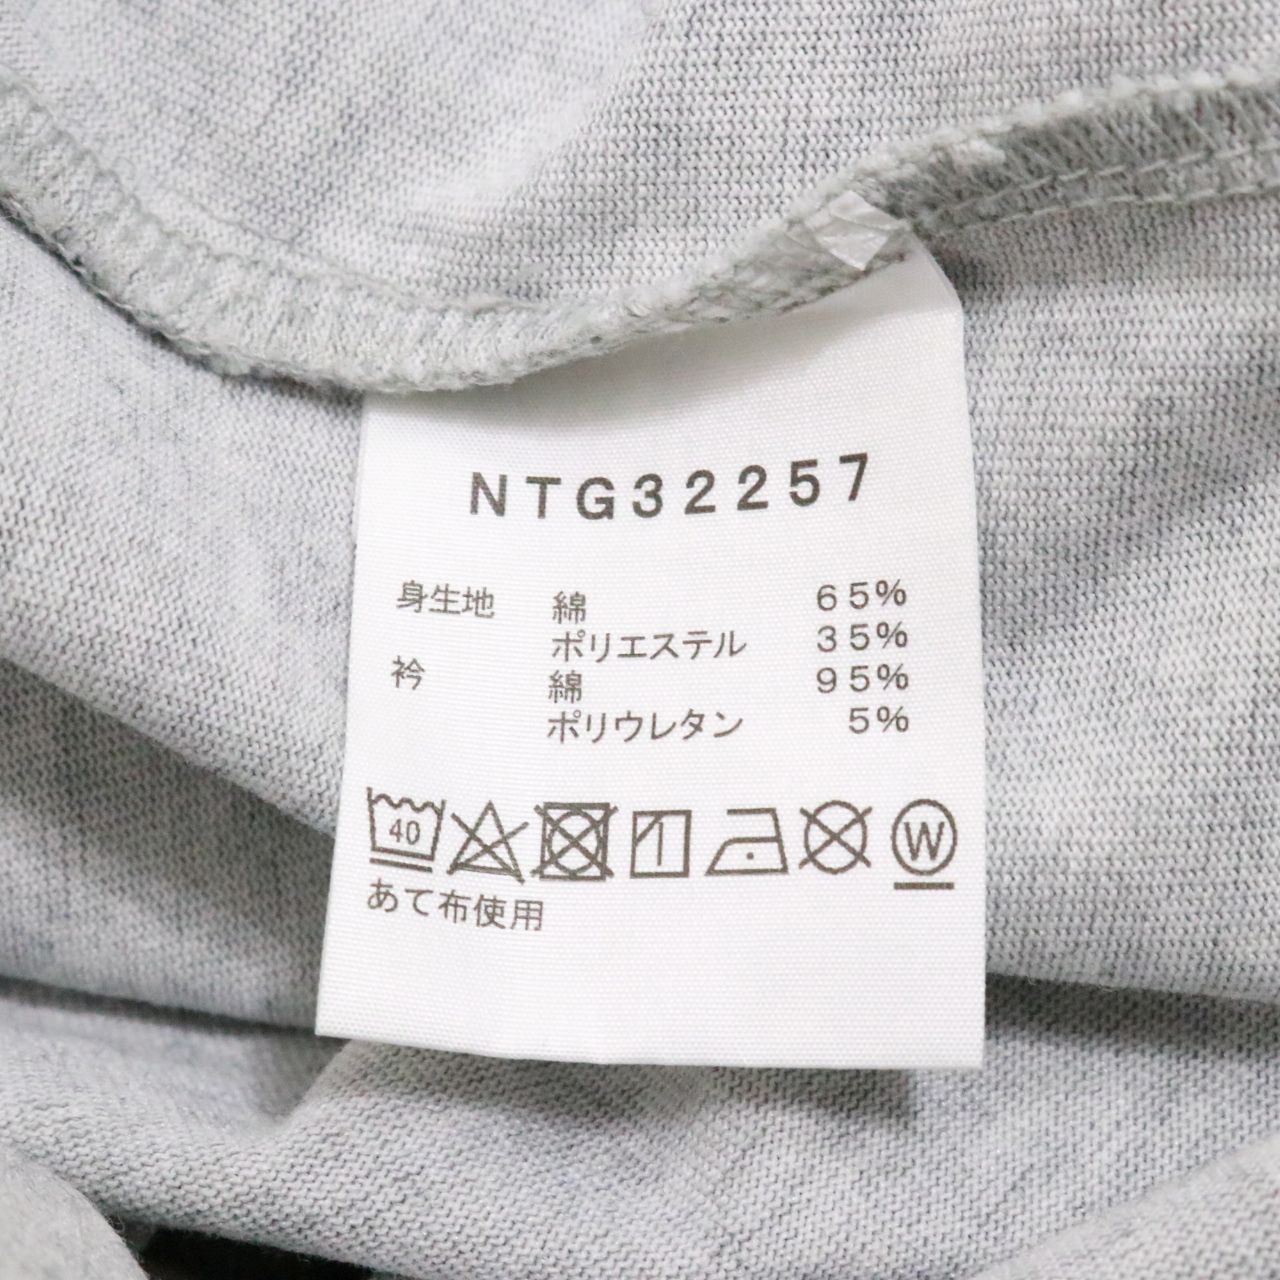 NTG32257
身生地 綿 65%
ポリエステル 35%
衿 綿 95%
ポリウレタン 5%
40 W
あて布使用